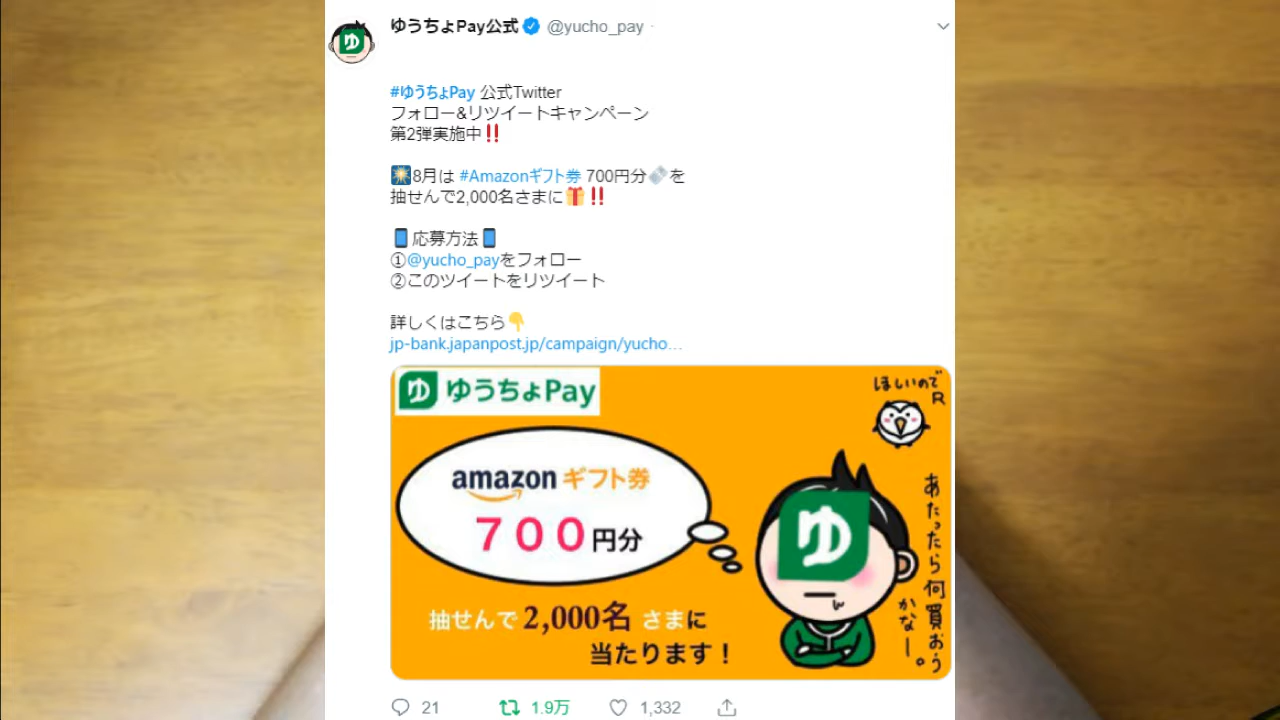 ゆうちょPay公式 @yucho_pay ·
#ゆうちょPay 公式Twitter
フォロー&リツイートキャンペーン
第2弾実施中‼
8月は #Amazonギフト券 700円分を
抽せんで2,000名さまに‼
応募方法
①@yucho_payをフォロー
②このツイートをリツイート
詳しくはこちら
jp-bank.japanpost.jp/campaign/yucho…
ゆ ゆうちょPay
ほしいので
R
amazon ギフト券
700円分
ゆ
あたったら何買おう
かなー。
抽せんで 2,000名 さまに
当たります！
21 1.9万 1,332